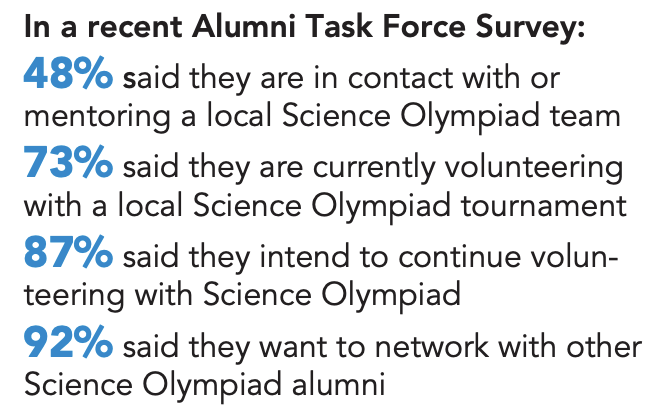 In a recent Alumni Task Force Survey:
48% said they are in contact with or
mentoring a local Science Olympiad team
73% said they are currently volunteering
with a local Science Olympiad tournament
87% said they intend to continue volun-
teering with Science Olympiad
92% said they want to network with other
Science Olympiad alumni